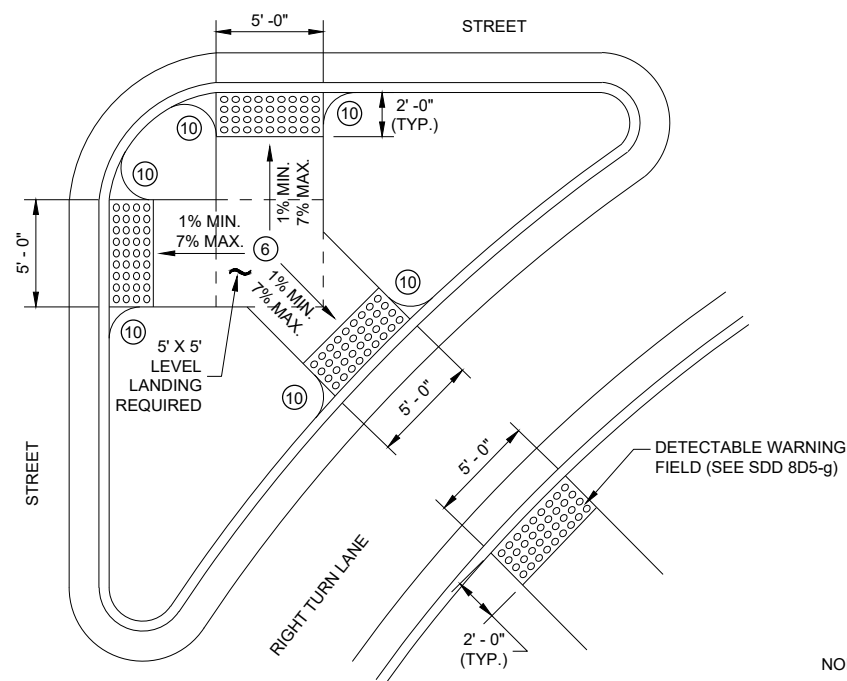 5' -0"
STREET
2' -0"
(TYP.)
10
10
10
1% MIN.
7% MAX.
1% MIN.
7% MAX.
6
1% MIN.
7% MAX.
5' - 0"
10
10
10
5' X 5'
LEVEL
LANDING
REQUIRED
5' - 0"
STREET
5' - 0"
DETECTABLE WARNING
FIELD (SEE SDD 8D5-g)
RIGHT TURN LANE
2' - 0"
(TYP.)
NO